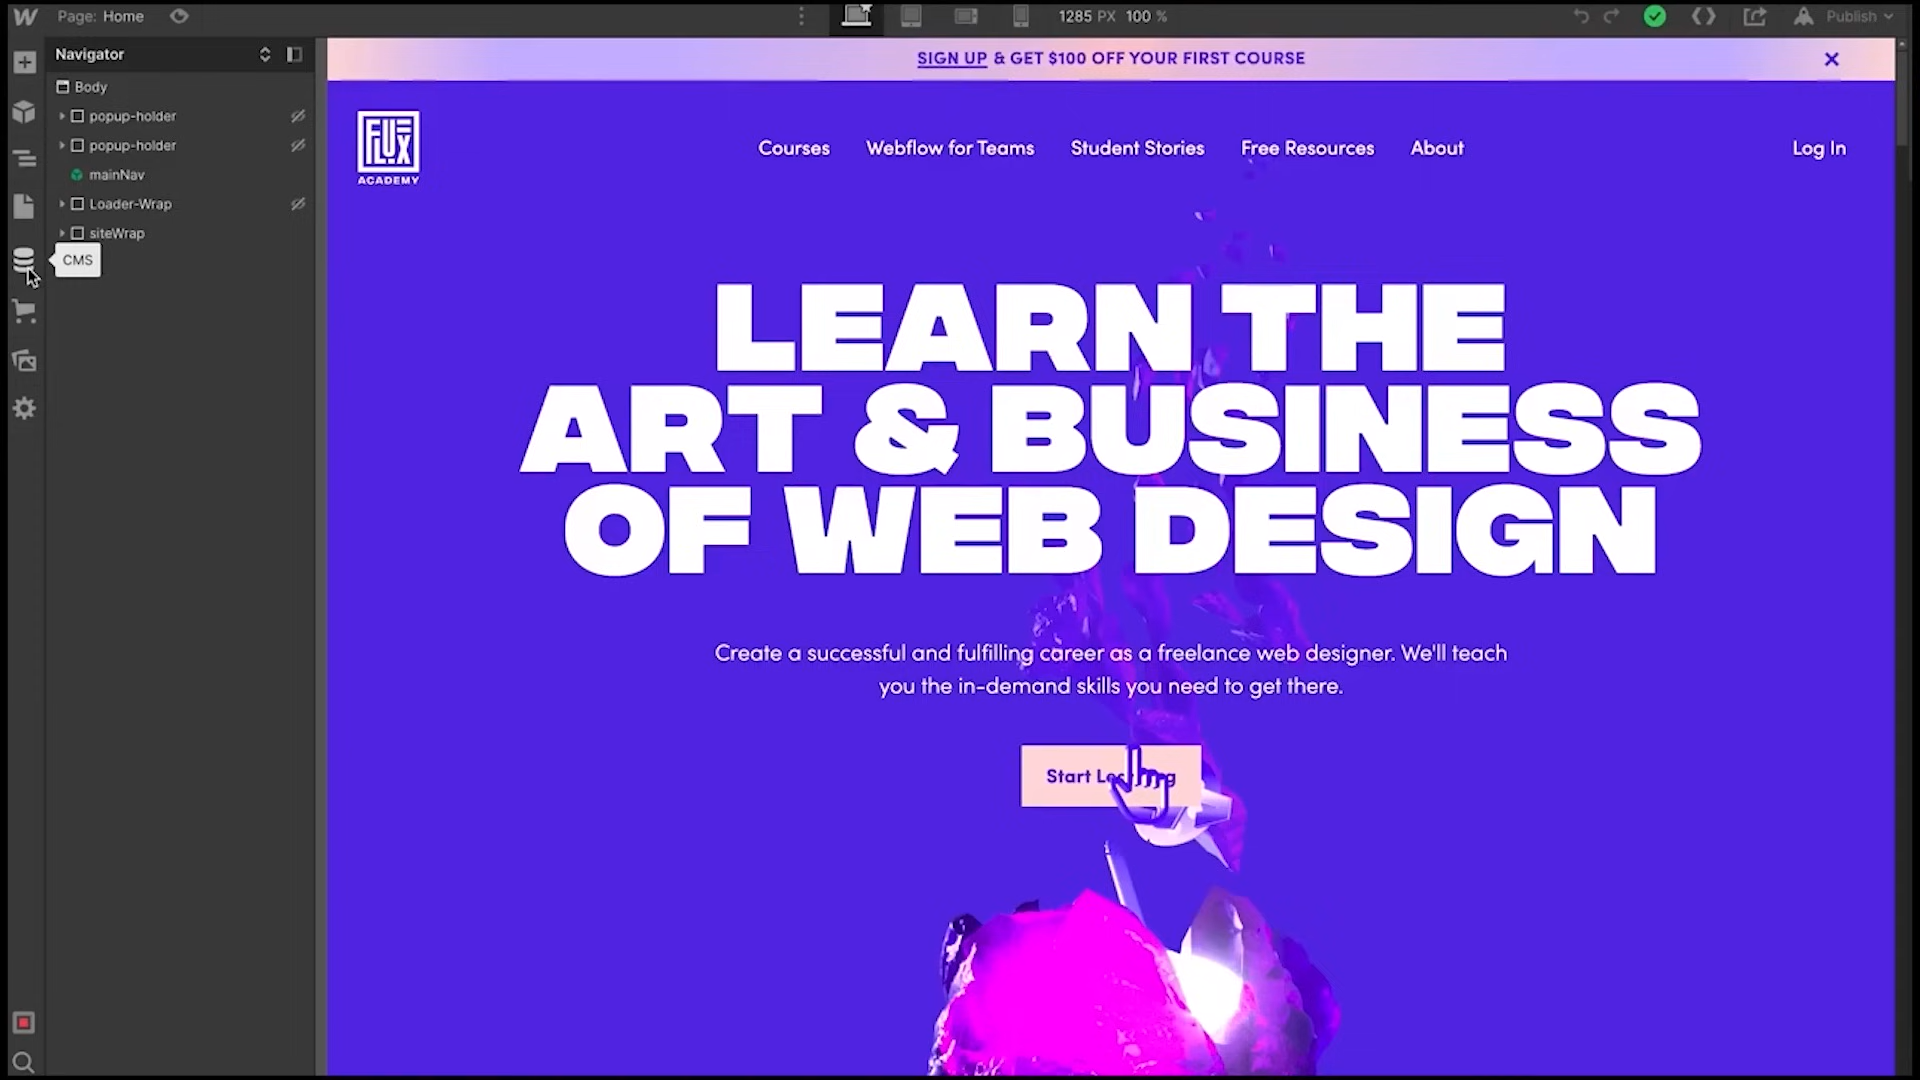 Page: Home
1285 PX 100 %
Publish
Navigator
Body
popup-holder
popup-holder
mainNav
Loader-Wrap
siteWrap
CMS
SIGN UP & GET $100 OFF YOUR FIRST COURSE
FLUX
ACADEMY
Courses
Webflow for Teams
Student Stories
Free Resources
About
Log In
LEARN THE
ART & BUSINESS
OF WEB DESIGN
Create a successful and fulfilling career as a freelance web designer. We'll teach
you the in-demand skills you need to get there.
Start